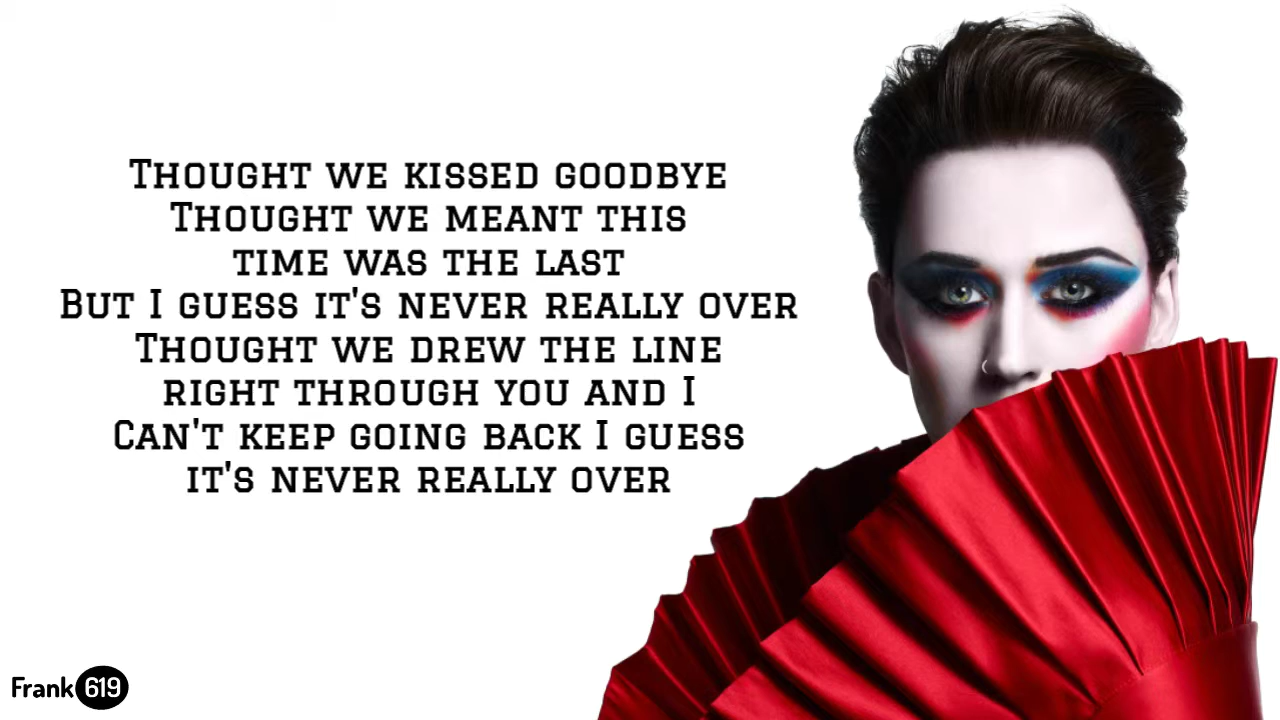 Thought we kissed goodbye
Thought we meant this
time was the last
But I guess it's never really over
Thought we drew the line
right through you and I
Can't keep going back I guess
it's never really over
Frank 619